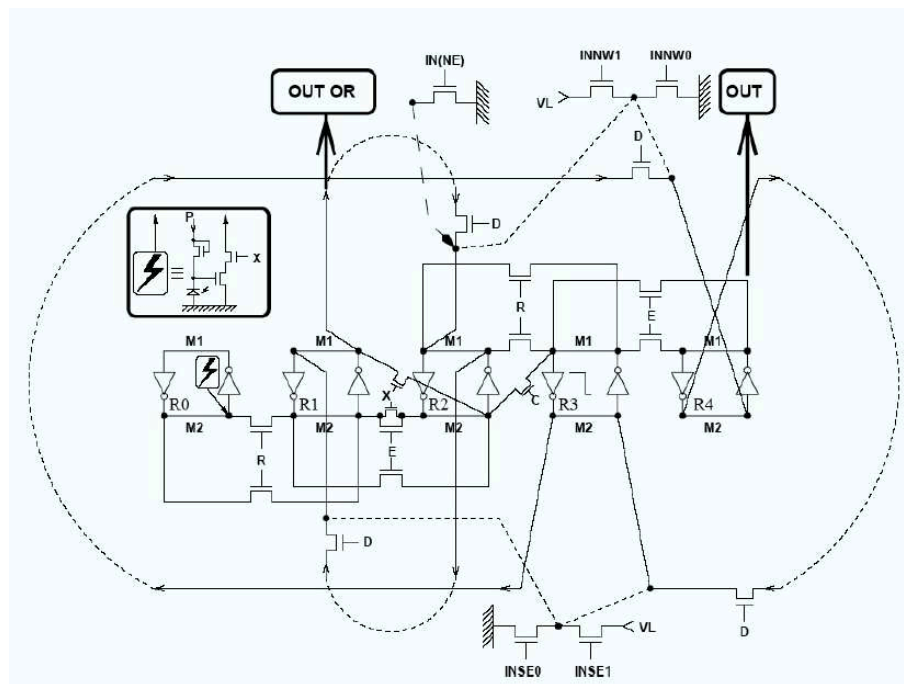 IN(NE)
INNW1
INNW0
OUT OR
VL
OUT
D
P
D
X
R
E
M1
M1
M1
M1
M1
X
C
R0
R1
R2
R3
R4
M2
M2
M2
M2
M2
R
E
D
VL
D
INSE0
INSE1